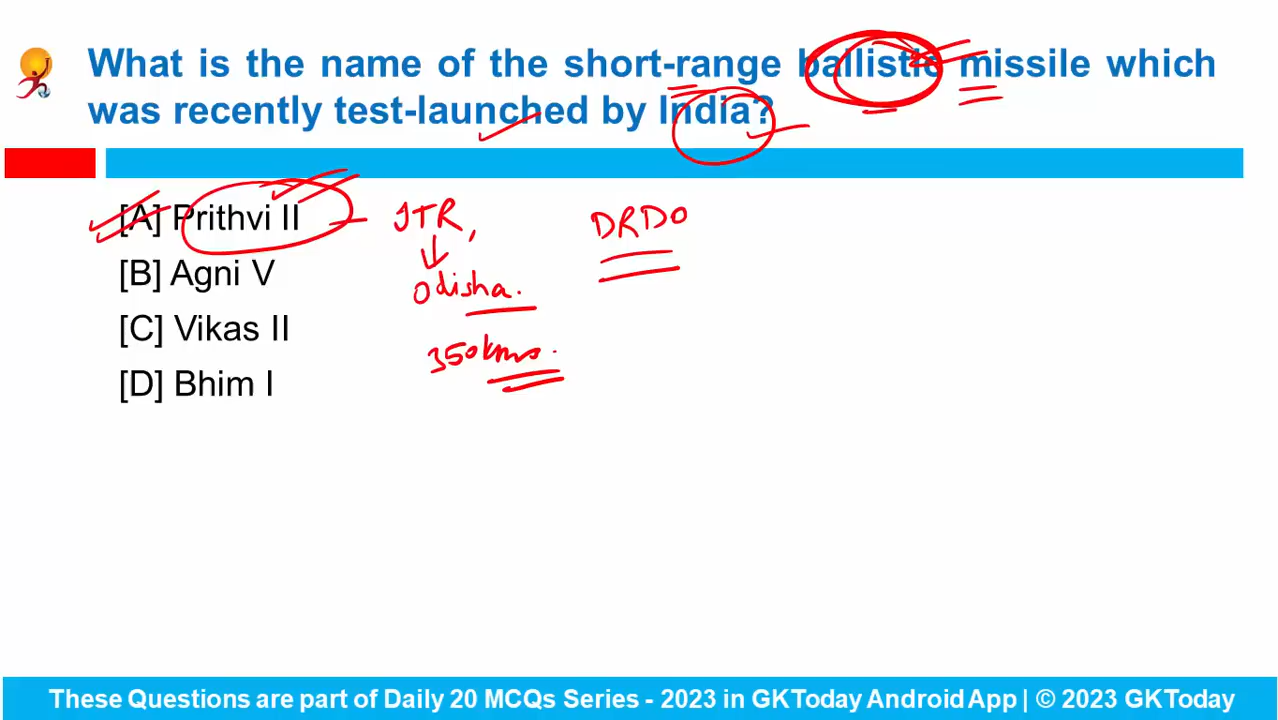 What is the name of the short-range ballistic missile which
was recently test-launched by India?
[A] Prithvi II
[B] Agni V
[C] Vikas II
[D] Bhim I
ITR,
Odisha.
350kms.
DRDO
These Questions are part of Daily 20 MCQs Series - 2023 in GKToday Android App | © 2023 GKToday